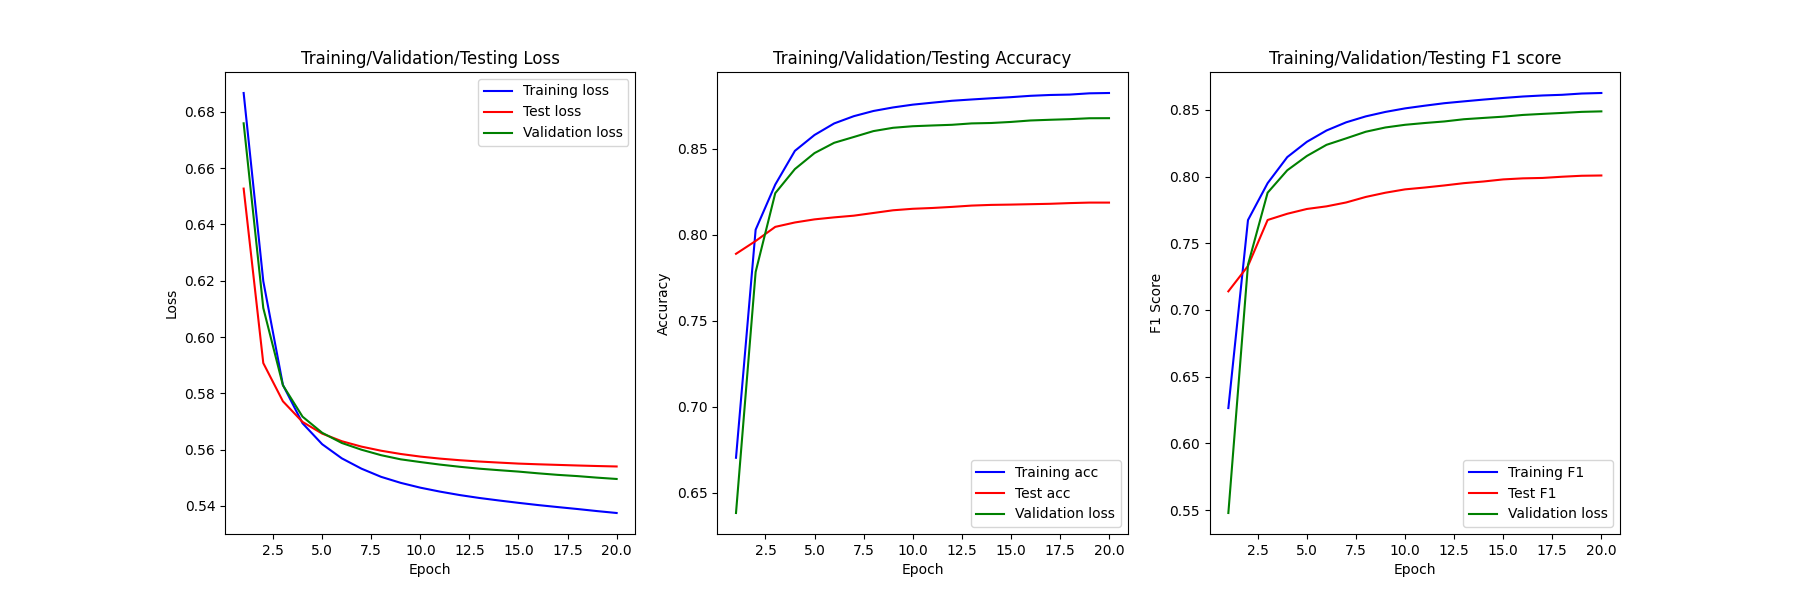 Training/Validation/Testing Loss
Training loss
Test loss
Validation loss
0.68
0.66
0.64
0.62
0.60
0.58
0.56
0.54
Loss
2.5 5.0 7.5 10.0 12.5 15.0 17.5 20.0
Epoch
Training/Validation/Testing Accuracy
0.85
0.80
0.75
0.70
0.65
Accuracy
Training acc
Test acc
Validation loss
2.5 5.0 7.5 10.0 12.5 15.0 17.5 20.0
Epoch
Training/Validation/Testing F1 score
0.85
0.80
0.75
0.70
0.65
0.60
0.55
F1 Score
Training F1
Test F1
Validation loss
2.5 5.0 7.5 10.0 12.5 15.0 17.5 20.0
Epoch